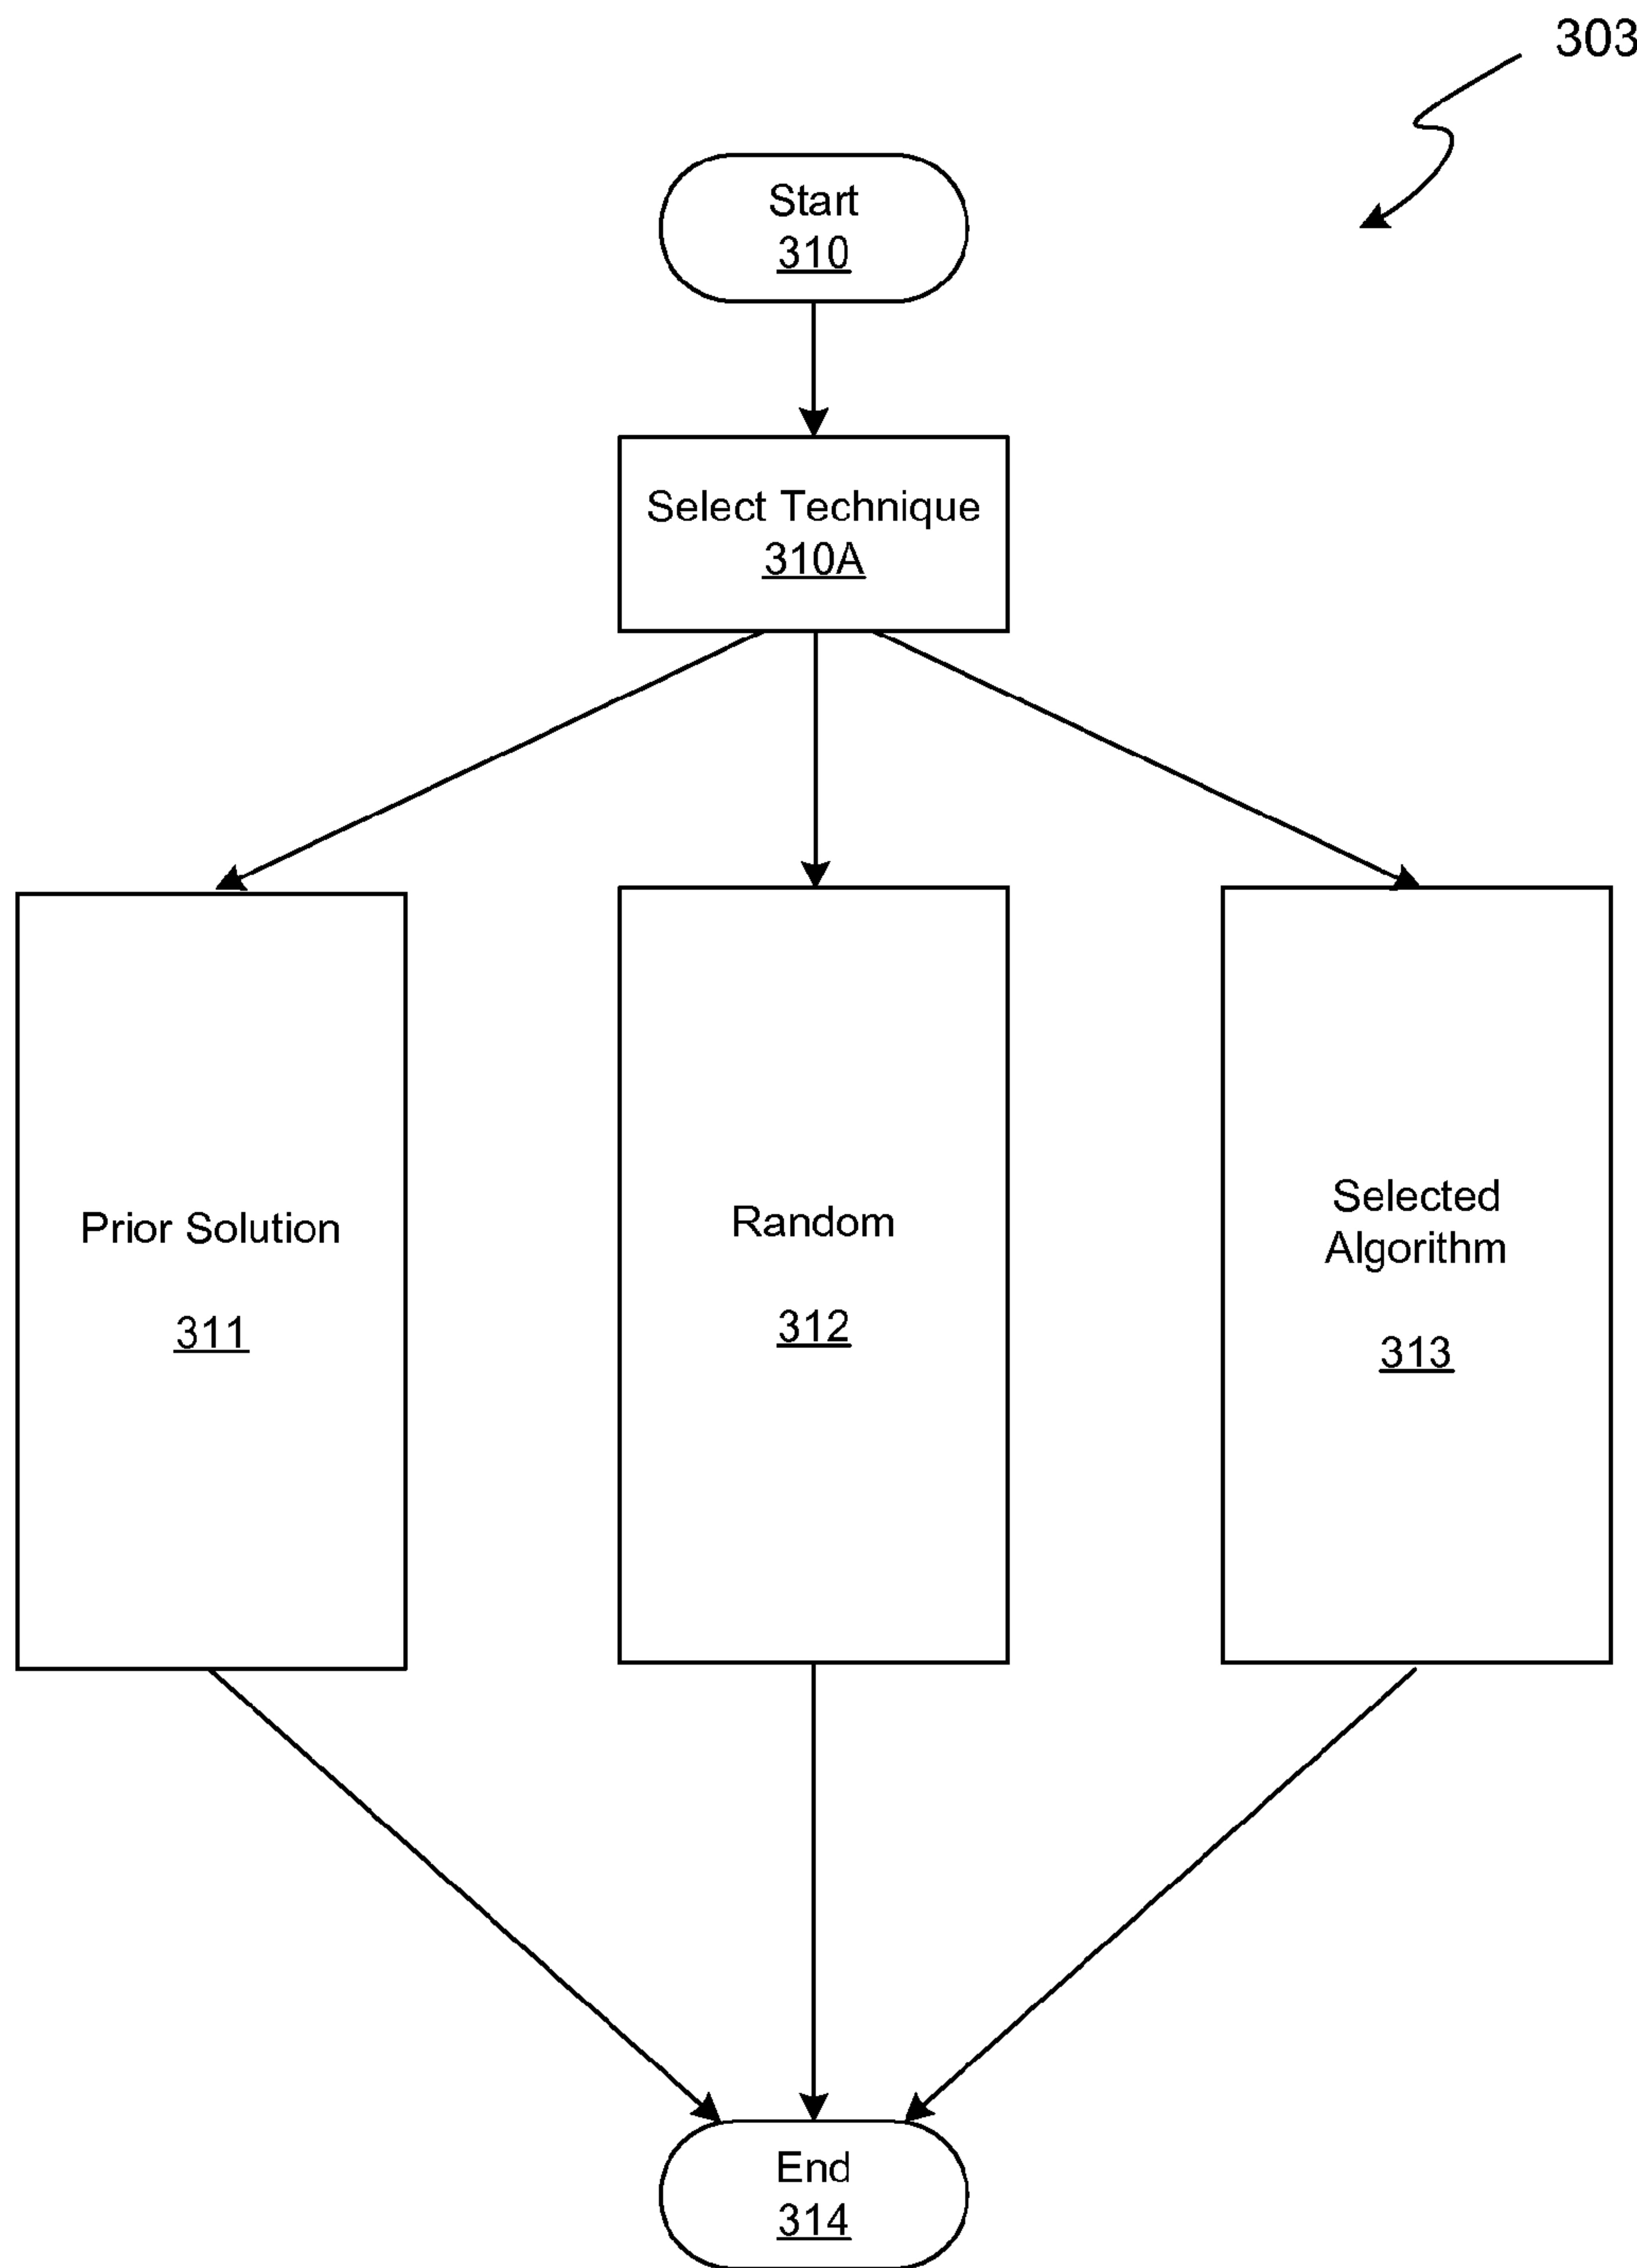 303
Start
310
Select Technique
310A
Prior Solution
311
Random
312
Selected
Algorithm
313
End
314